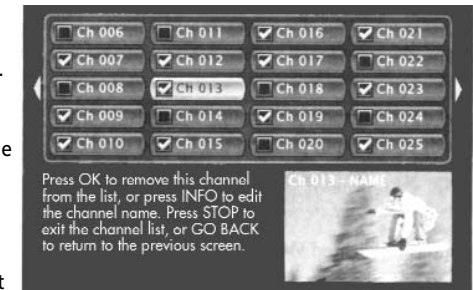 Ch 006 Ch 011 Ch 016 Ch 021
Ch 007 Ch 012 Ch 017 Ch 022
Ch 008 Ch 013 Ch 018 Ch 023
Ch 009 Ch 014 Ch 019 Ch 024
Ch 010 Ch 015 Ch 020 Ch 025
Press OK to remove this channel
from the list, or press INFO to edit
the channel name. Press STOP to
exit the channel list, or GO BACK
to return to the previous screen.
Ch 013 - NAME